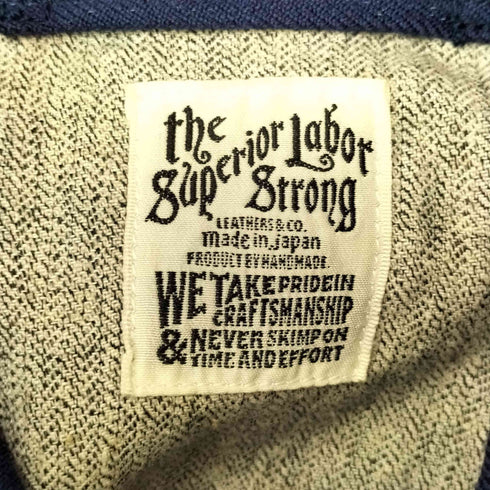 the
Superior Labor
Strong
LEATHERS & CO.
Made in Japan
PRODUCT BY HANDMADE.
WE TAKE PRIDE IN
CRAFTSMANSHIP
& NEVER SKIMP ON
TIME AND EFFORT